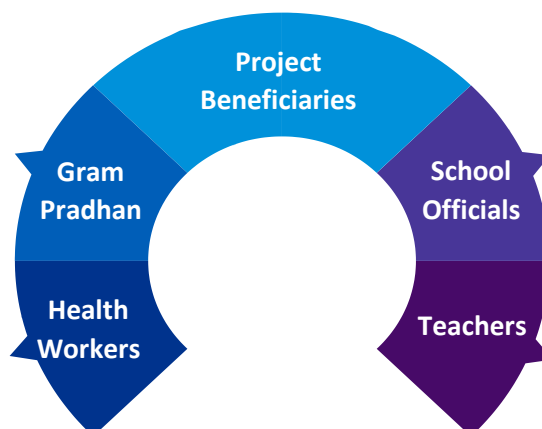 Project
Beneficiaries
Gram
Pradhan
School
Officials
Health
Workers
Teachers